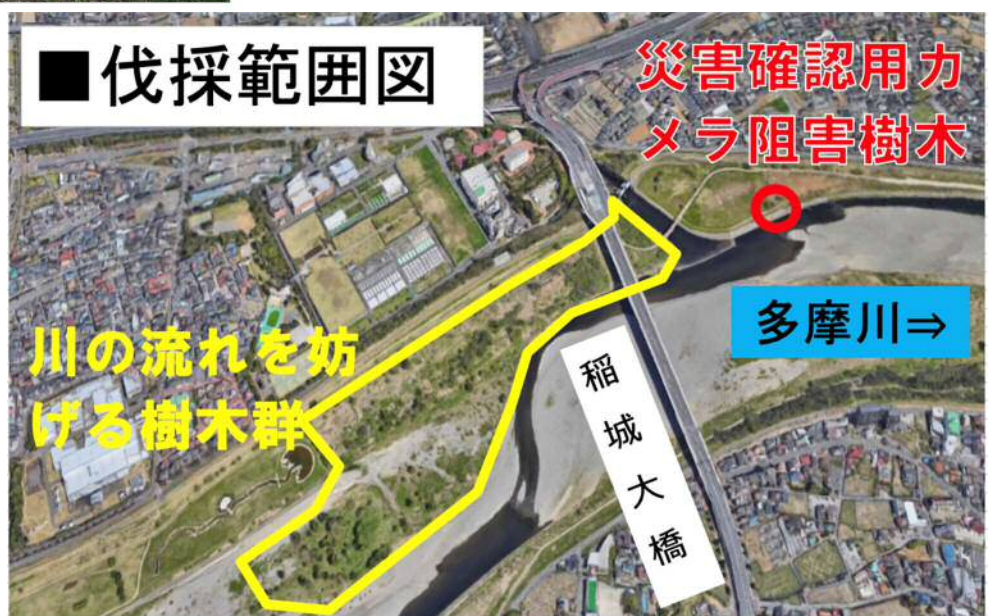 ■伐採範囲図
災害確認用カ
メラ阻害樹木
川の流れを妨
げる樹木群
多摩川⇒
稲城大橋